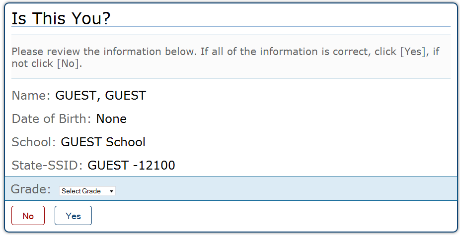 Is This You?
Please review the information below. If all of the information is correct, click [Yes], if
not click [No].
Name: GUEST, GUEST
Date of Birth: None
School: GUEST School
State-SSID: GUEST -12100
Grade: Select Grade
No Yes